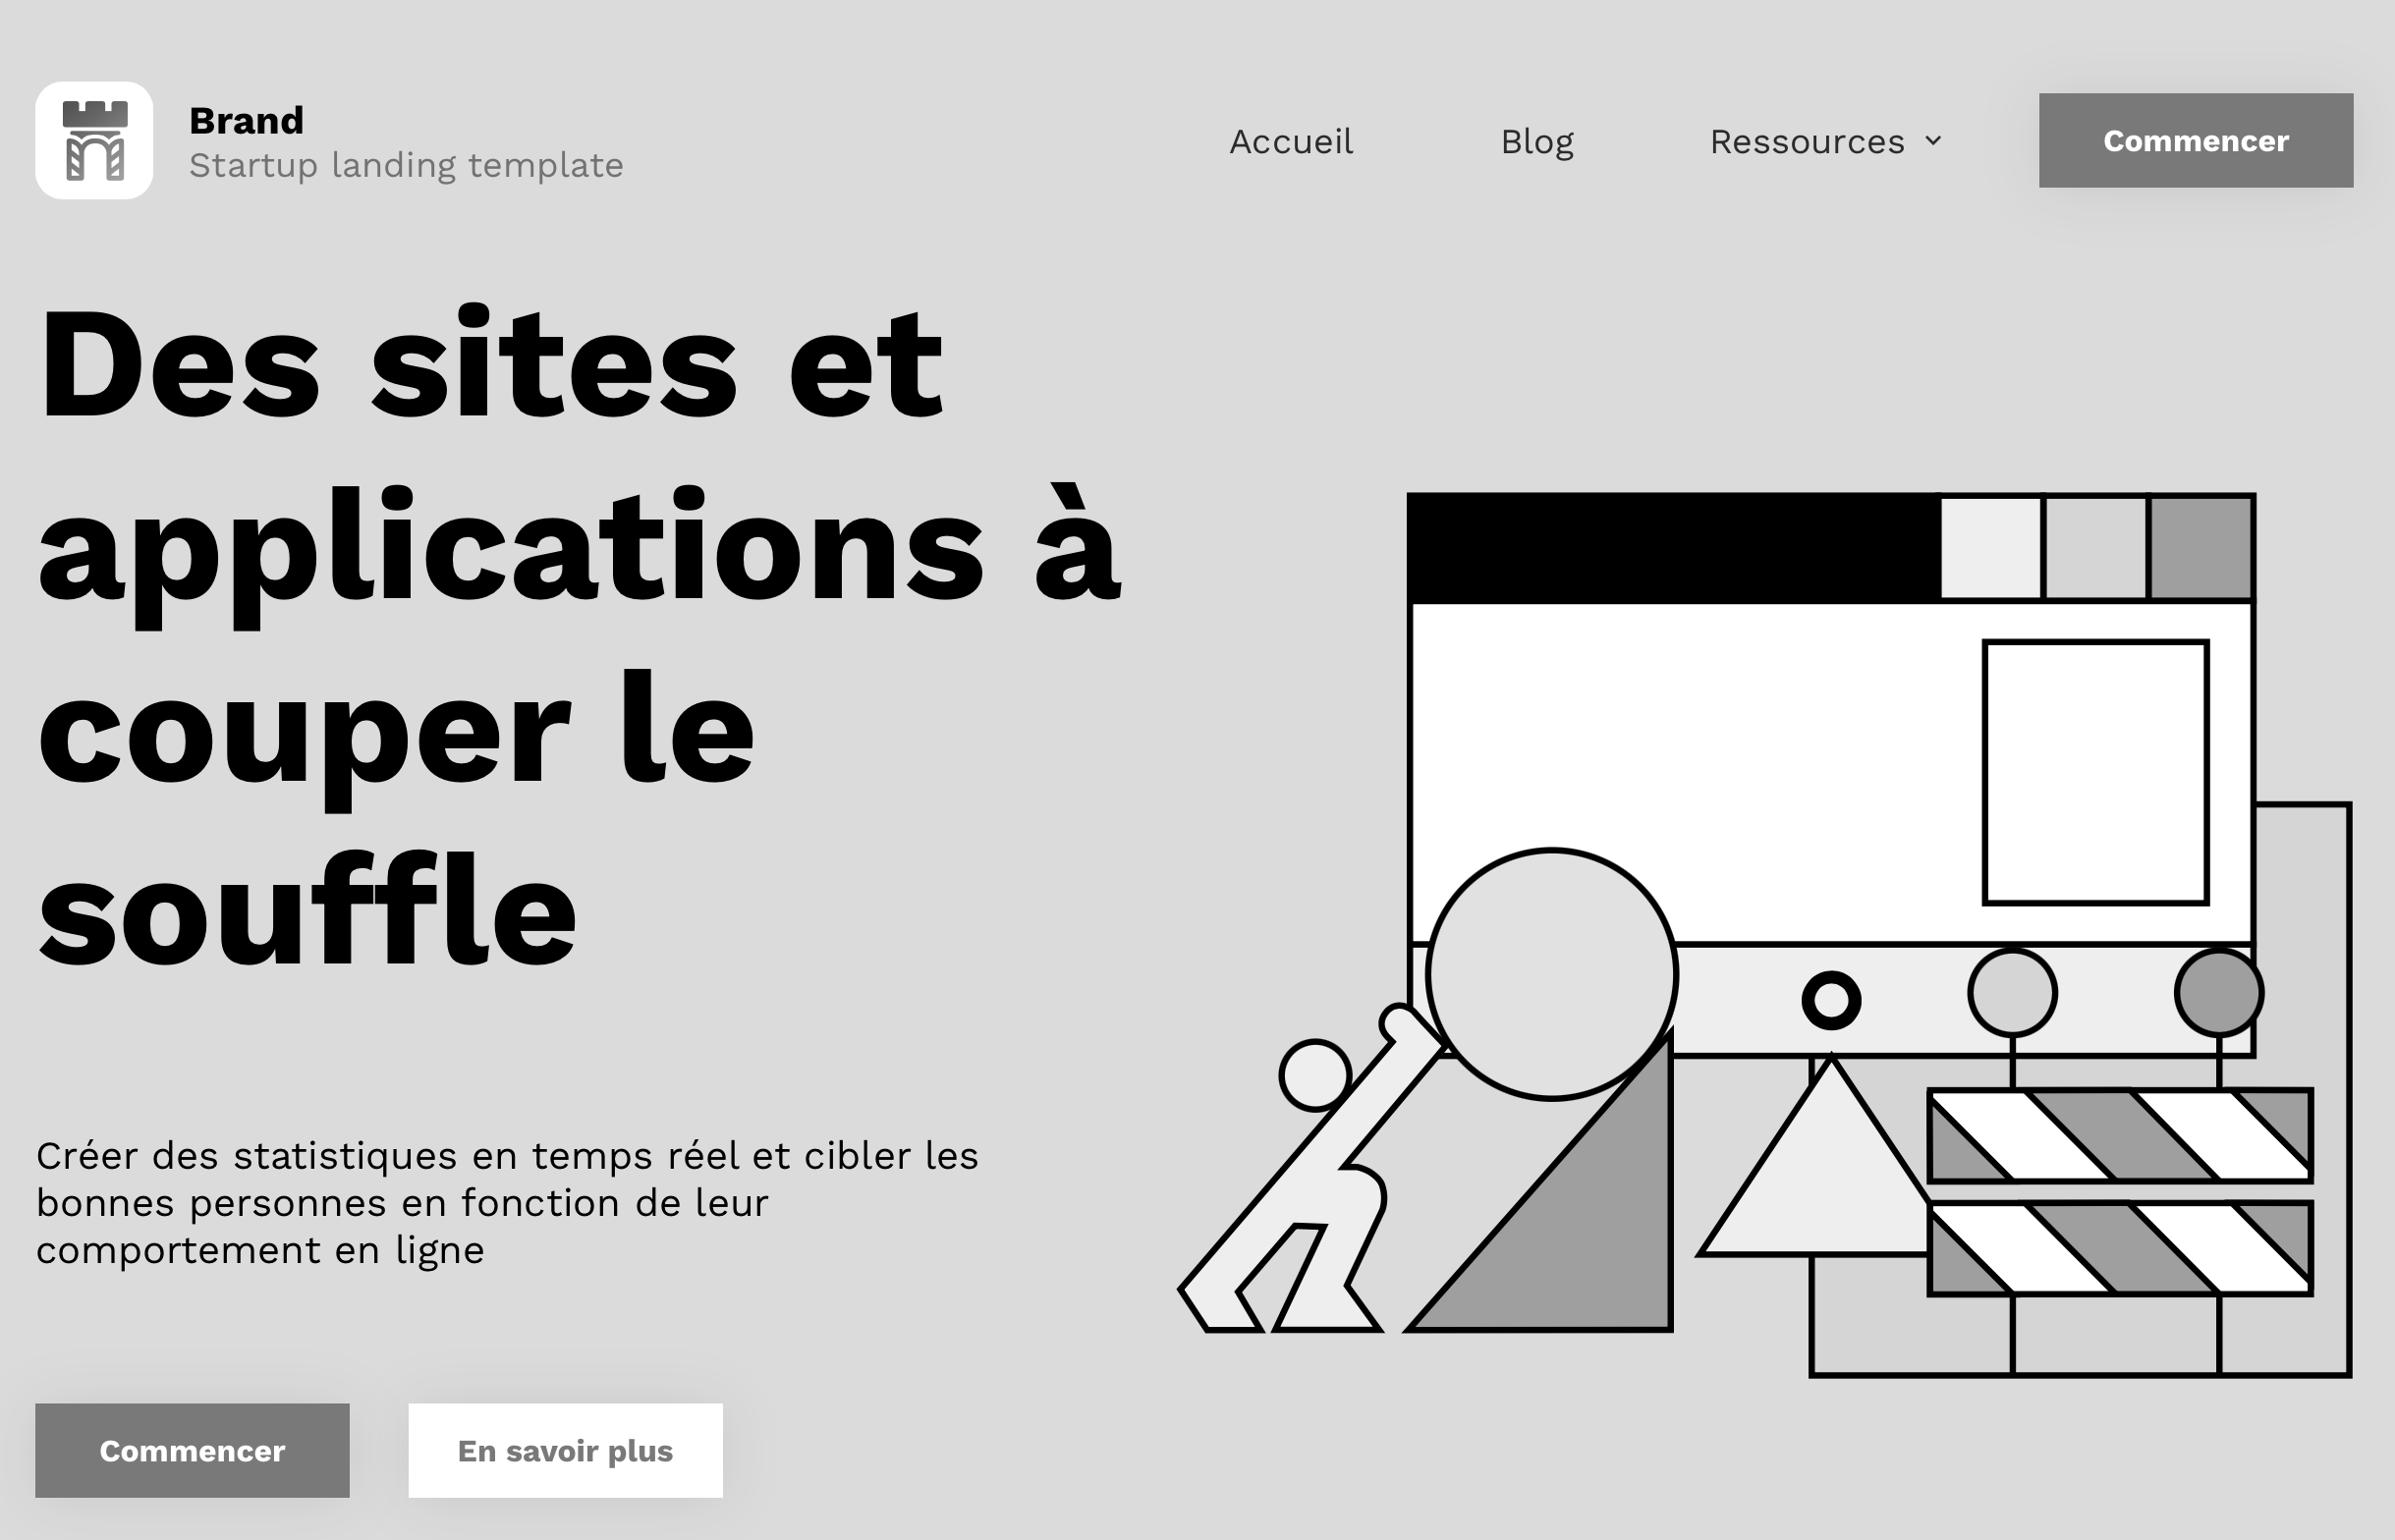 Brand
Startup landing template
Accueil
Blog
Ressources
Commencer
Des sites et
applications à
couper le
souffle
Créer des statistiques en temps réel et cibler les
bonnes personnes en fonction de leur
comportement en ligne
Commencer
En savoir plus